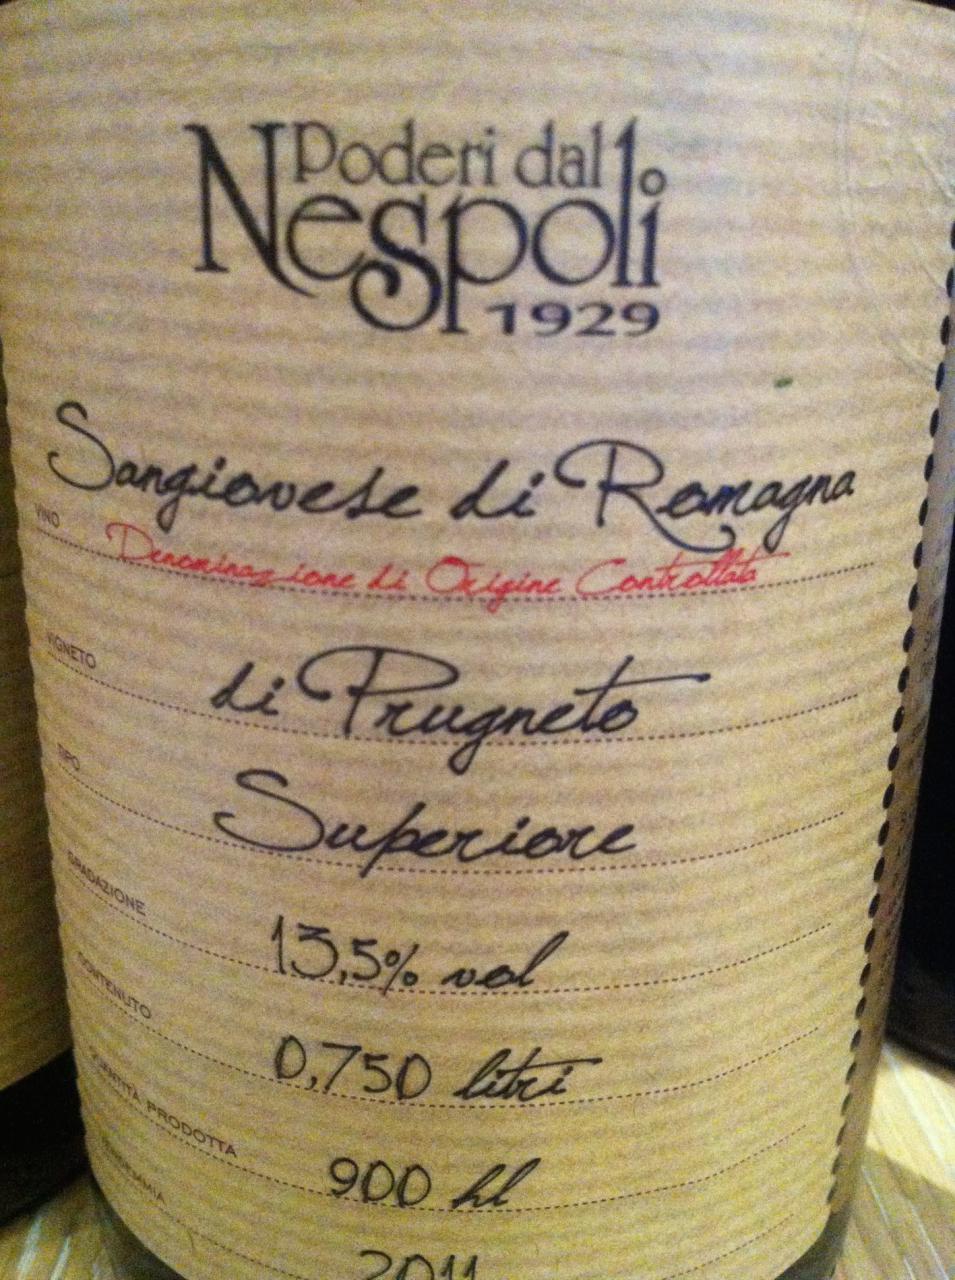 Poderi dal
Nespoli
1929
Sangiovese di Romagna
VINO
Denominazione di Origine Controllata
VIGNETO
di Prugneto
TIPO
Superiore
GRADAZIONE
13,5% vol
CONTENUTO
0,750 litri
PRODOTTA
900 hl
2011